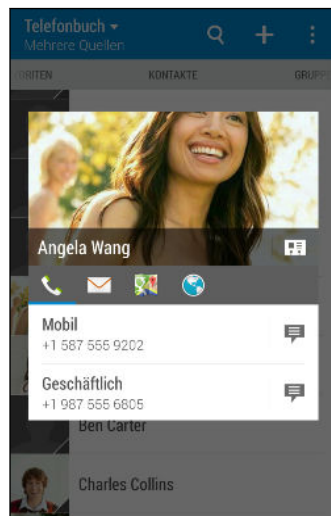 Telefonbuch
Mehrere Quellen
ORITEN KONTAKTE GRUPP
Angela Wang
Mobil
+1 587 555 9202
Geschäftlich
+1 987 555 6805
Ben Carter
Charles Collins